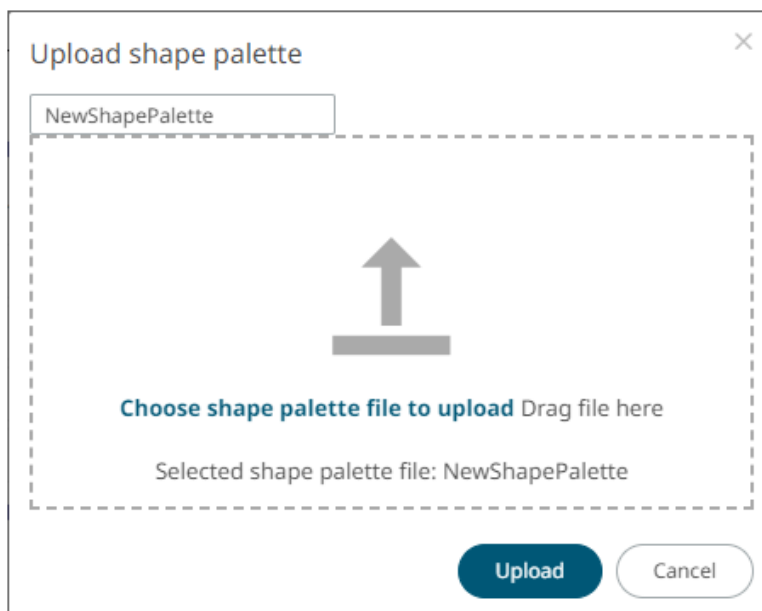 Upload shape palette
NewShapePalette
Choose shape palette file to upload Drag file here
Selected shape palette file: NewShapePalette
Upload Cancel